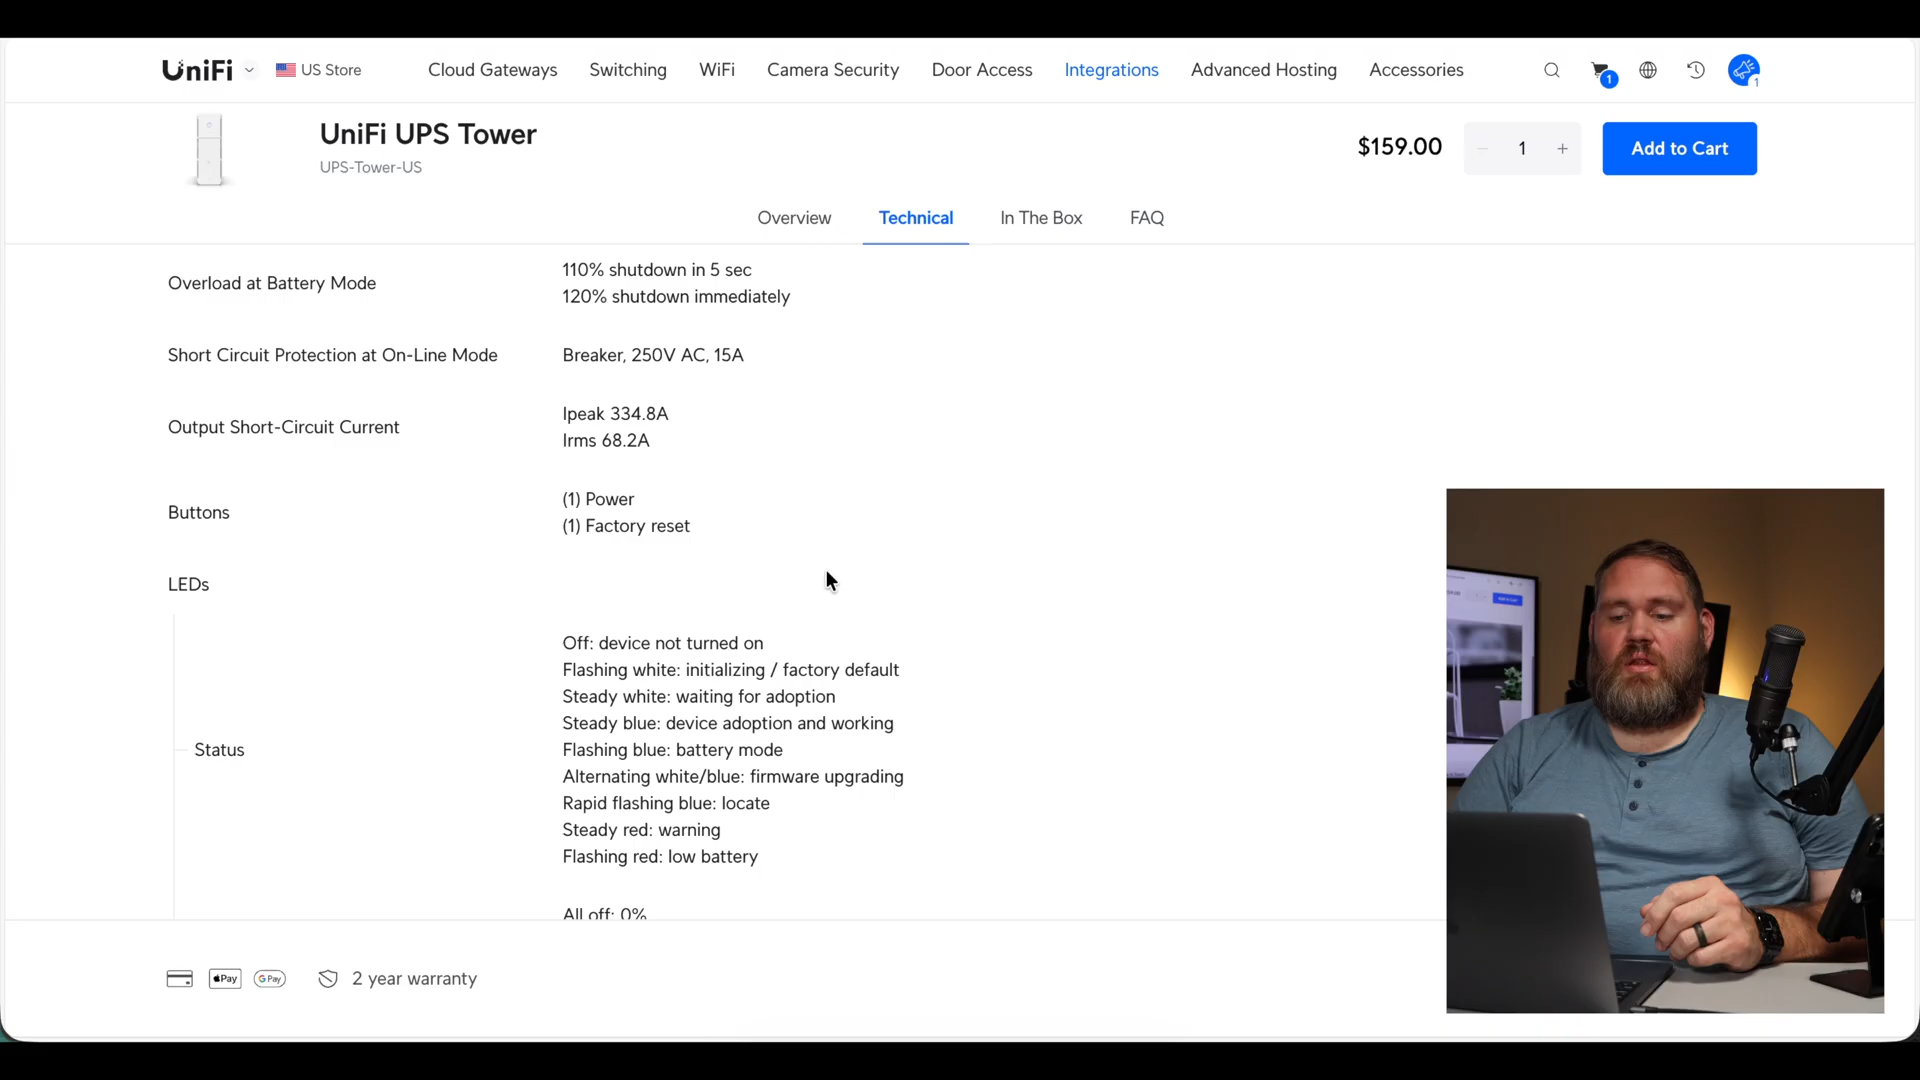 UniFi
US Store
Cloud Gateways
Switching
WiFi
Camera Security
Door Access
Integrations
Advanced Hosting
Accessories
1
1
UniFi UPS Tower
UPS-Tower-US
$159.00
1
Add to Cart
Overview
Technical
In The Box
FAQ
Overload at Battery Mode
110% shutdown in 5 sec
120% shutdown immediately
Short Circuit Protection at On-Line Mode
Breaker, 250V AC, 15A
Output Short-Circuit Current
Ipeak 334.8A
Irms 68.2A
Buttons
(1) Power
(1) Factory reset
LEDs
Status
Off: device not turned on
Flashing white: initializing / factory default
Steady white: waiting for adoption
Steady blue: device adoption and working
Flashing blue: battery mode
Alternating white/blue: firmware upgrading
Rapid flashing blue: locate
Steady red: warning
Flashing red: low battery
All off: 0%
Pay
G Pay
2 year warranty